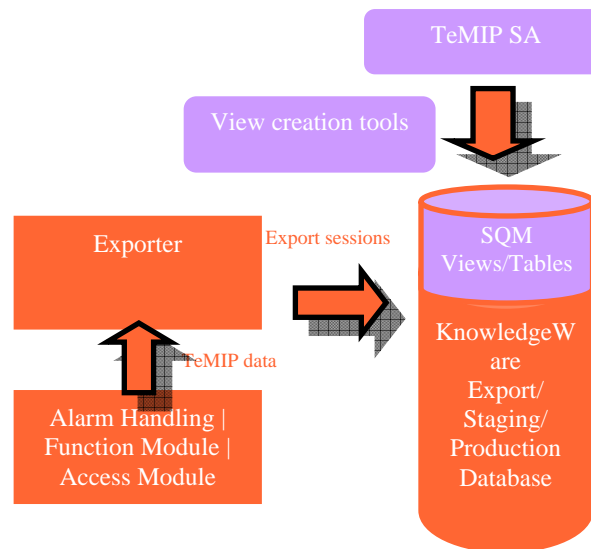 TeMIP SA
View creation tools
SQM
Views/Tables
Exporter
Export sessions
TeMIP data
KnowledgeW
are
Export/
Staging/
Production
Database
Alarm Handling |
Function Module |
Access Module